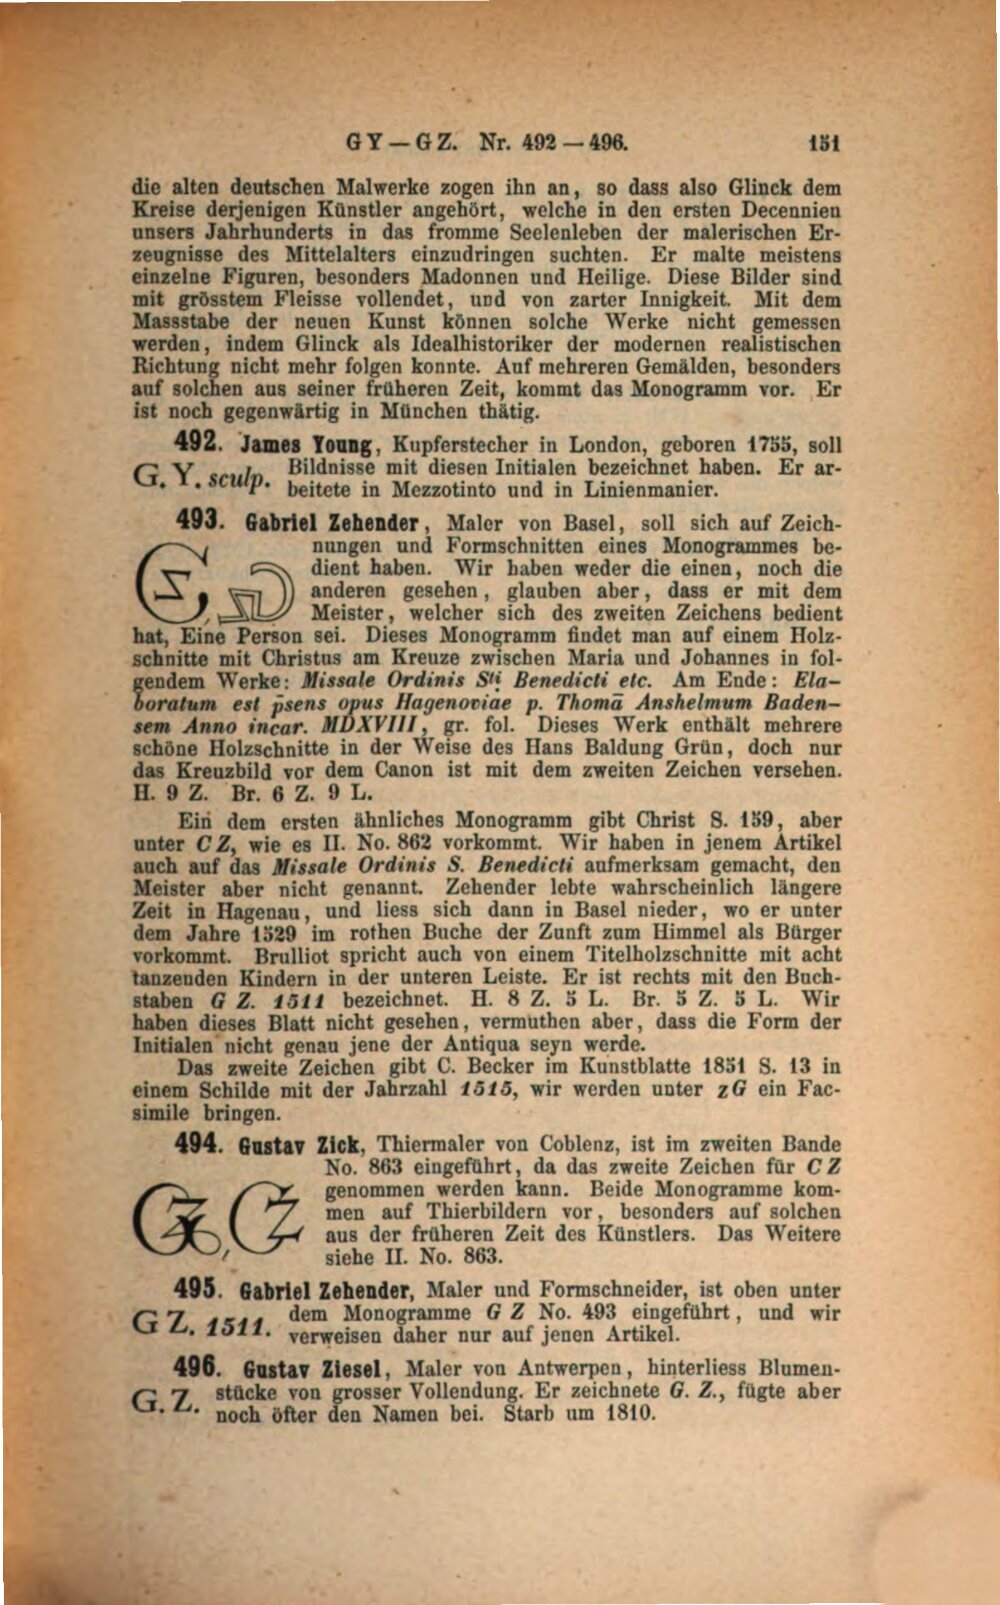 GY — GZ. Nr. 492 — 496. 151
die alten deutschen Malwerke zogen ihn an, so dass also Glinck dem
Kreise derjenigen Künstler angehört, welche in den ersten Decennien
unsers Jahrhunderts in das fromme Seelenleben der malerischen Er-
zeugnisse des Mittelalters einzudringen suchten. Er malte meistens
einzelne Figuren, besonders Madonnen und Heilige. Diese Bilder sind
mit grösstem Fleisse vollendet, und von zarter Innigkeit. Mit dem
Massstabe der neuen Kunst können solche Werke nicht gemessen
werden, indem Glinck als Idealhistoriker der modernen realistischen
Richtung nicht mehr folgen konnte. Auf mehreren Gemälden, besonders
auf solchen aus seiner früheren Zeit, kommt das Monogramm vor. Er
ist noch gegenwärtig in München thätig.
492. James Young, Kupferstecher in London, geboren 1755, soll
G. Y. sculp. Bildnisse mit diesen Initialen bezeichnet haben. Er ar-
beitete in Mezzotinto und in Linienmanier.
493. Gabriel Zehender, Maler von Basel, soll sich auf Zeich-
nungen und Formschnitten eines Monogrammes be-
dient haben. Wir haben weder die einen, noch die
anderen gesehen, glauben aber, dass er mit dem
Meister, welcher sich des zweiten Zeichens bedient
hat, Eine Person sei. Dieses Monogramm findet man auf einem Holz-
schnitte mit Christus am Kreuze zwischen Maria und Johannes in fol-
gendem Werke: Missale Ordinis Sti Benedicti etc. Am Ende: Ela-
boratum est p̄sens opus Hagenoviae p. Thomā Anshelmum Baden-
sem Anno incar. MDXVIII, gr. fol. Dieses Werk enthält mehrere
schöne Holzschnitte in der Weise des Hans Baldung Grün, doch nur
das Kreuzbild vor dem Canon ist mit dem zweiten Zeichen versehen.
H. 9 Z. Br. 6 Z. 9 L.
Ein dem ersten ähnliches Monogramm gibt Christ S. 159, aber
unter CZ, wie es II. No. 862 vorkommt. Wir haben in jenem Artikel
auch auf das Missale Ordinis S. Benedicti aufmerksam gemacht, den
Meister aber nicht genannt. Zehender lebte wahrscheinlich längere
Zeit in Hagenau, und liess sich dann in Basel nieder, wo er unter
dem Jahre 1529 im rothen Buche der Zunft zum Himmel als Bürger
vorkommt. Brulliot spricht auch von einem Titelholzschnitte mit acht
tanzenden Kindern in der unteren Leiste. Er ist rechts mit den Buch-
staben G Z. 1511 bezeichnet. H. 8 Z. 5 L. Br. 5 Z. 5 L. Wir
haben dieses Blatt nicht gesehen, vermuthen aber, dass die Form der
Initialen nicht genau jene der Antiqua seyn werde.
Das zweite Zeichen gibt C. Becker im Kunstblatte 1851 S. 13 in
einem Schilde mit der Jahrzahl 1515, wir werden unter zG ein Fac-
simile bringen.
494. Gustav Zick, Thiermaler von Coblenz, ist im zweiten Bande
No. 863 eingeführt, da das zweite Zeichen für CZ
genommen werden kann. Beide Monogramme kom-
men auf Thierbildern vor, besonders auf solchen
aus der früheren Zeit des Künstlers. Das Weitere
siehe II. No. 863.
495. Gabriel Zehender, Maler und Formschneider, ist oben unter
GZ. 1511. dem Monogramme G Z No. 493 eingeführt, und wir
verweisen daher nur auf jenen Artikel.
496. Gustav Ziesel, Maler von Antwerpen, hinterliess Blumen-
G. Z. stücke von grosser Vollendung. Er zeichnete G. Z., fügte aber
noch öfter den Namen bei. Starb um 1810.